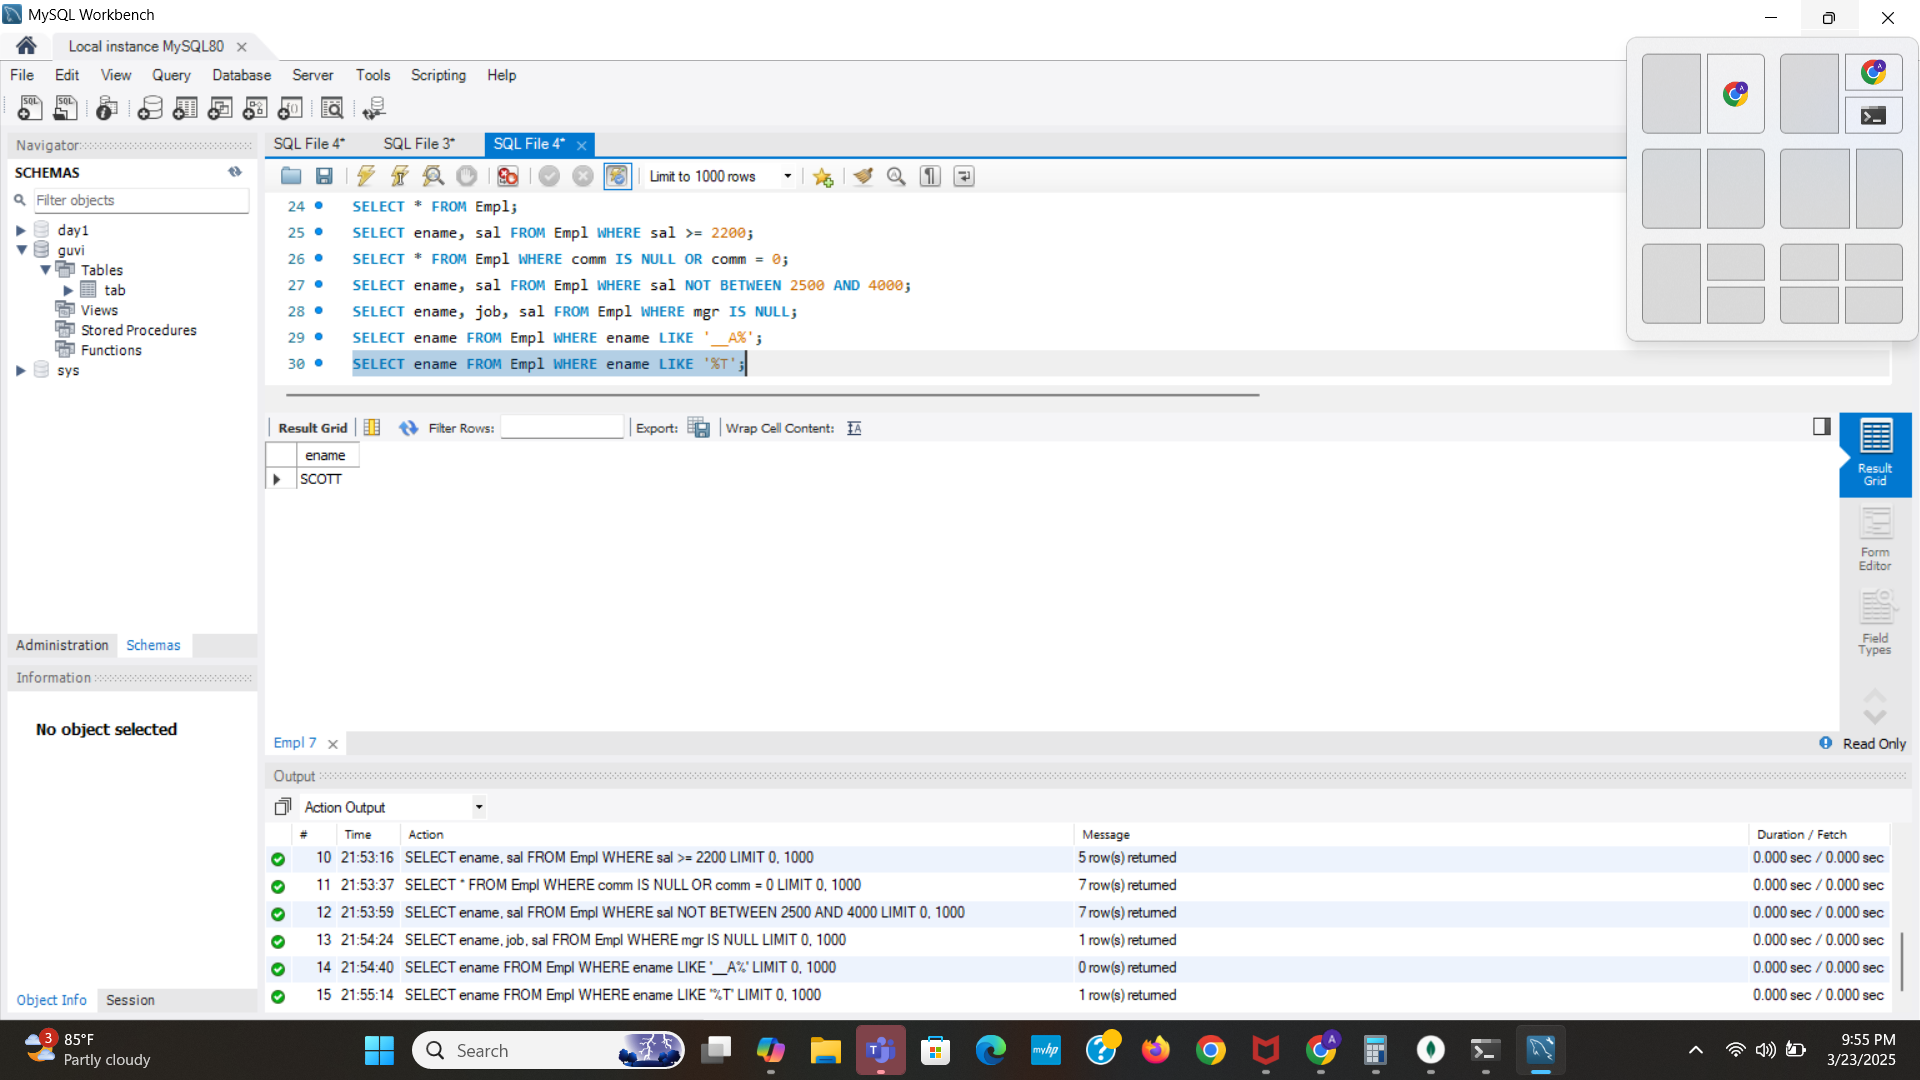 MySQL Workbench
Local instance MySQL80
File Edit View Query Database Server Tools Scripting Help
Navigator
SCHEMAS
Filter objects
day1
guvi
Tables
tab
Views
Stored Procedures
Functions
sys
Administration Schemas
Information
No object selected
Object Info Session
SQL File 4* SQL File 3* SQL File 4*
Limit to 1000 rows
24 SELECT * FROM Empl;
25 SELECT ename, sal FROM Empl WHERE sal >= 2200;
26 SELECT * FROM Empl WHERE comm IS NULL OR comm = 0;
27 SELECT ename, sal FROM Empl WHERE sal NOT BETWEEN 2500 AND 4000;
28 SELECT ename, job, sal FROM Empl WHERE mgr IS NULL;
29 SELECT ename FROM Empl WHERE ename LIKE '__A%';
30 SELECT ename FROM Empl WHERE ename LIKE '%T';
Result Grid Filter Rows: Export: Wrap Cell Content:
ename
SCOTT
Result Grid
Form Editor
Field Types
Empl 7
Read Only
Output
Action Output
# Time Action Message Duration / Fetch
10 21:53:16 SELECT ename, sal FROM Empl WHERE sal >= 2200 LIMIT 0, 1000 5 row(s) returned 0.000 sec / 0.000 sec
11 21:53:37 SELECT * FROM Empl WHERE comm IS NULL OR comm = 0 LIMIT 0, 1000 7 row(s) returned 0.000 sec / 0.000 sec
12 21:53:59 SELECT ename, sal FROM Empl WHERE sal NOT BETWEEN 2500 AND 4000 LIMIT 0, 1000 7 row(s) returned 0.000 sec / 0.000 sec
13 21:54:24 SELECT ename, job, sal FROM Empl WHERE mgr IS NULL LIMIT 0, 1000 1 row(s) returned 0.000 sec / 0.000 sec
14 21:54:40 SELECT ename FROM Empl WHERE ename LIKE '__A%' LIMIT 0, 1000 0 row(s) returned 0.000 sec / 0.000 sec
15 21:55:14 SELECT ename FROM Empl WHERE ename LIKE '%T' LIMIT 0, 1000 1 row(s) returned 0.000 sec / 0.000 sec
3
85°F
Partly cloudy
Search
myhp
9:55 PM
3/23/2025